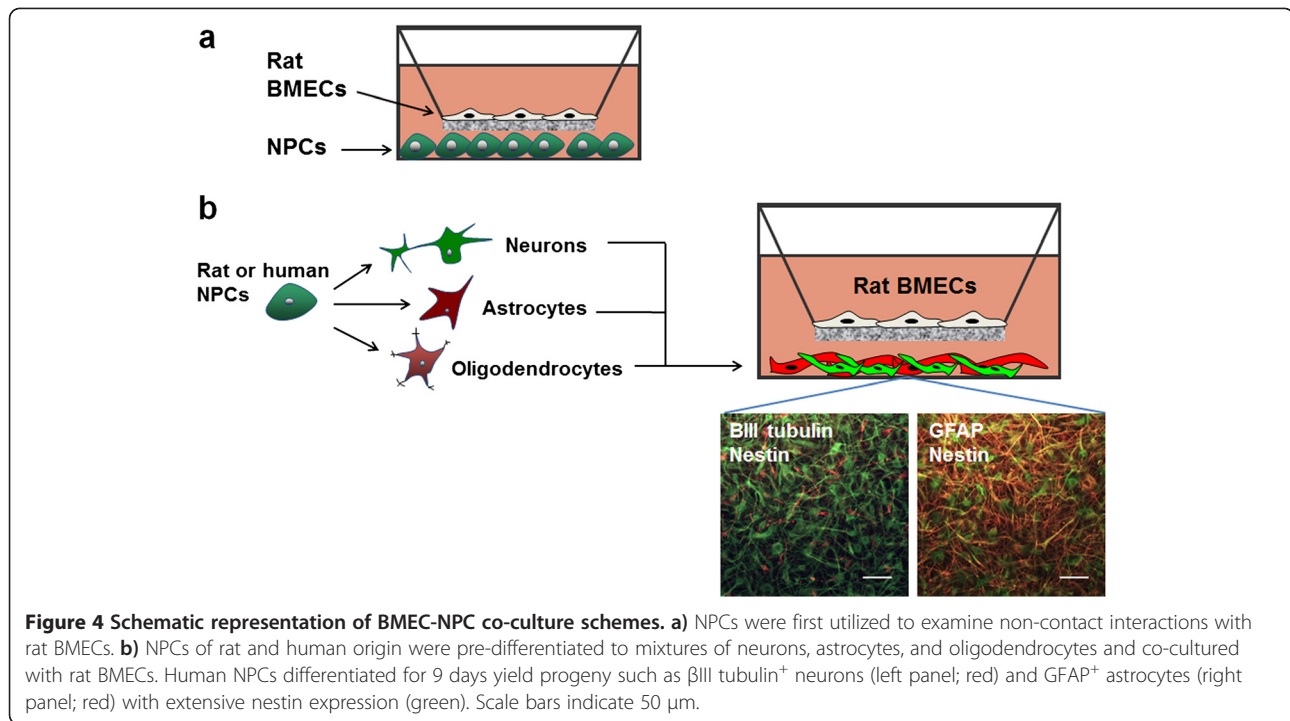 a
Rat
BMECs
NPCs
b
Rat or human
NPCs
Neurons
Astrocytes
Oligodendrocytes
Rat BMECs
BIII tubulin
Nestin
GFAP
Nestin
Figure 4 Schematic representation of BMEC-NPC co-culture schemes. a) NPCs were first utilized to examine non-contact interactions with
rat BMECs. b) NPCs of rat and human origin were pre-differentiated to mixtures of neurons, astrocytes, and oligodendrocytes and co-cultured
with rat BMECs. Human NPCs differentiated for 9 days yield progeny such as βIII tubulin⁺ neurons (left panel; red) and GFAP⁺ astrocytes (right
panel; red) with extensive nestin expression (green). Scale bars indicate 50 μm.